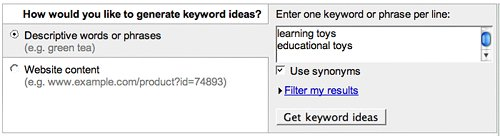 How would you like to generate keyword ideas?
Descriptive words or phrases
(e.g. green tea)
Website content
(e.g. www.example.com/product?id=74893)
Enter one keyword or phrase per line:
learning toys
educational toys
Use synonyms
Filter my results
Get keyword ideas